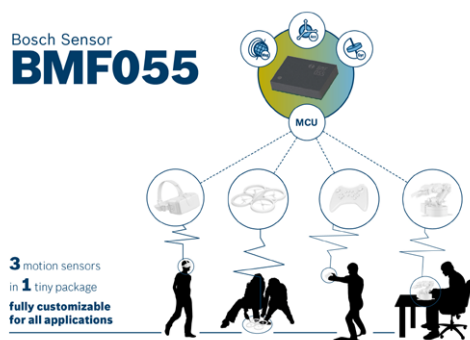 Bosch Sensor
BMF055
MCU
3 motion sensors
in 1 tiny package
fully customizable
for all applications